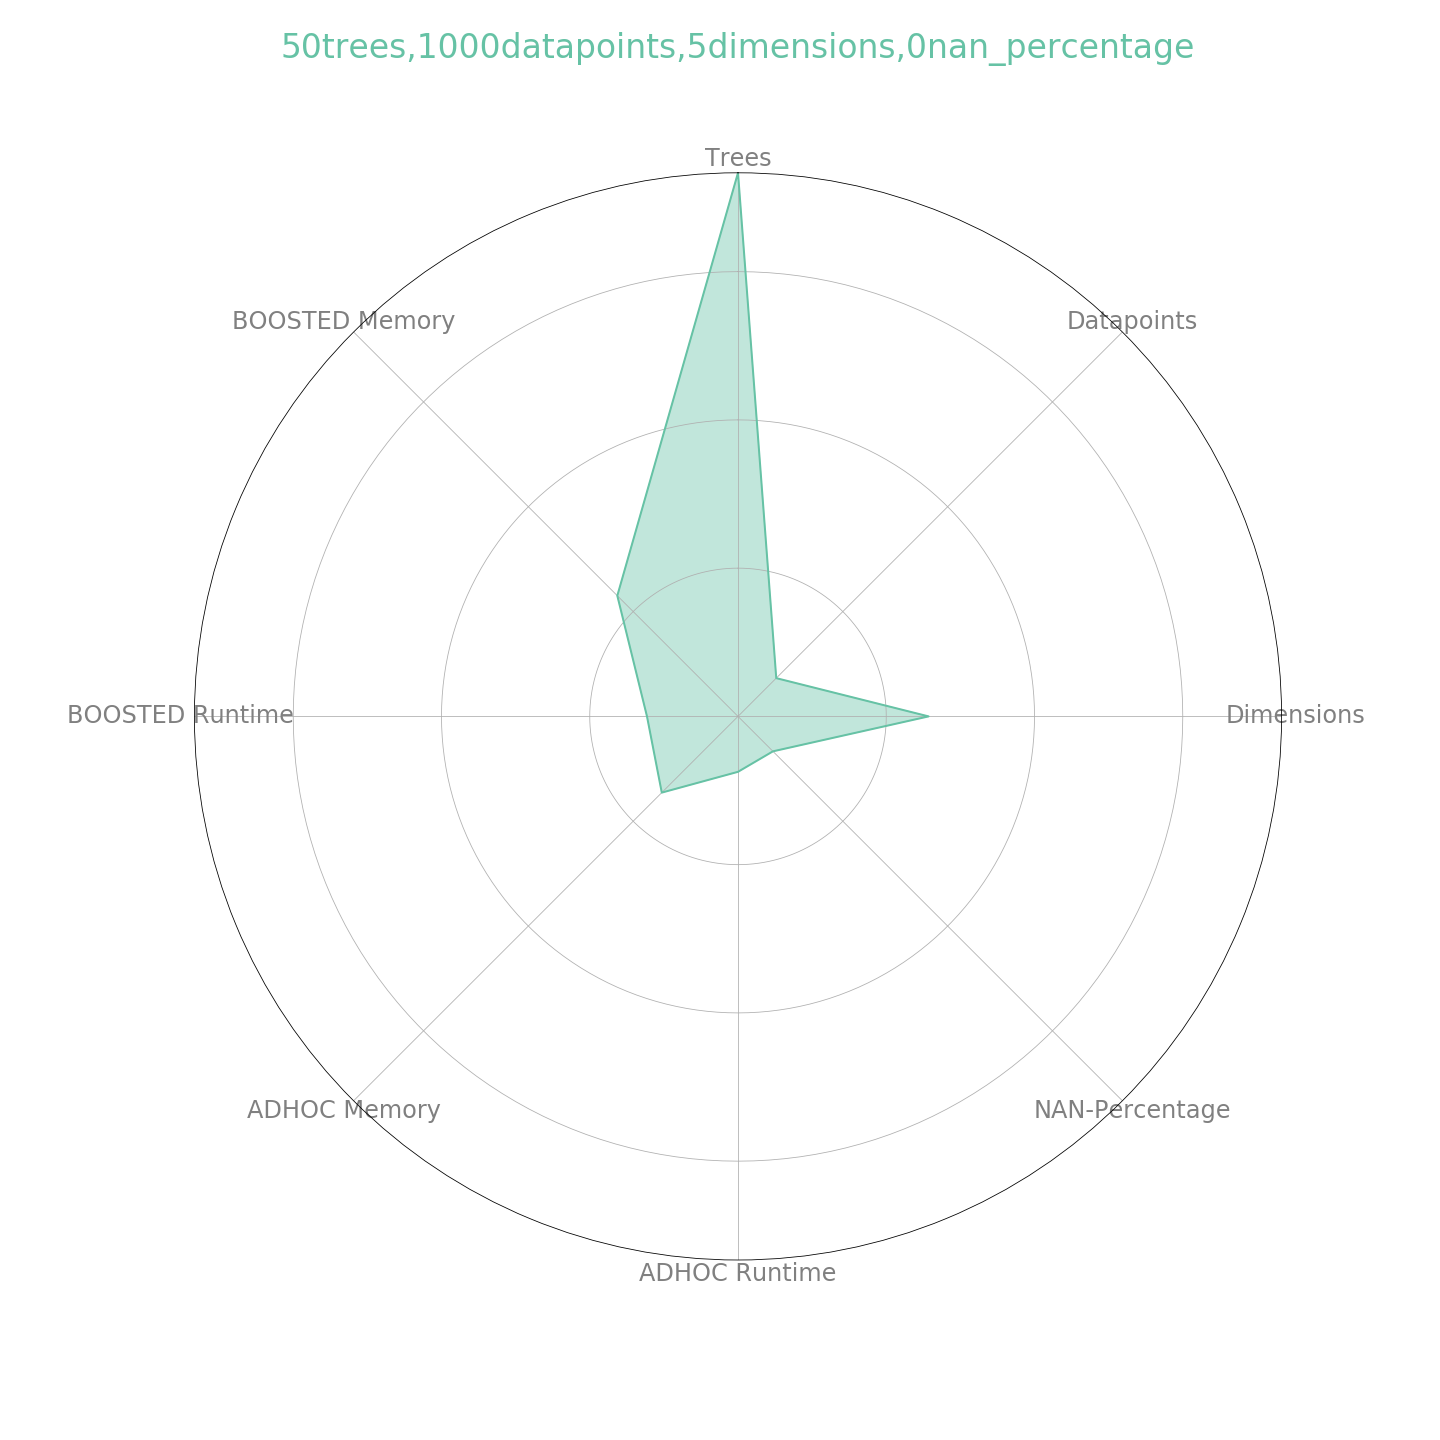 50trees,1000datapoints,5dimensions,0nan_percentage
Trees
BOOSTED Memory
Datapoints
BOOSTED Runtime
Dimensions
ADHOC Memory
NAN-Percentage
ADHOC Runtime